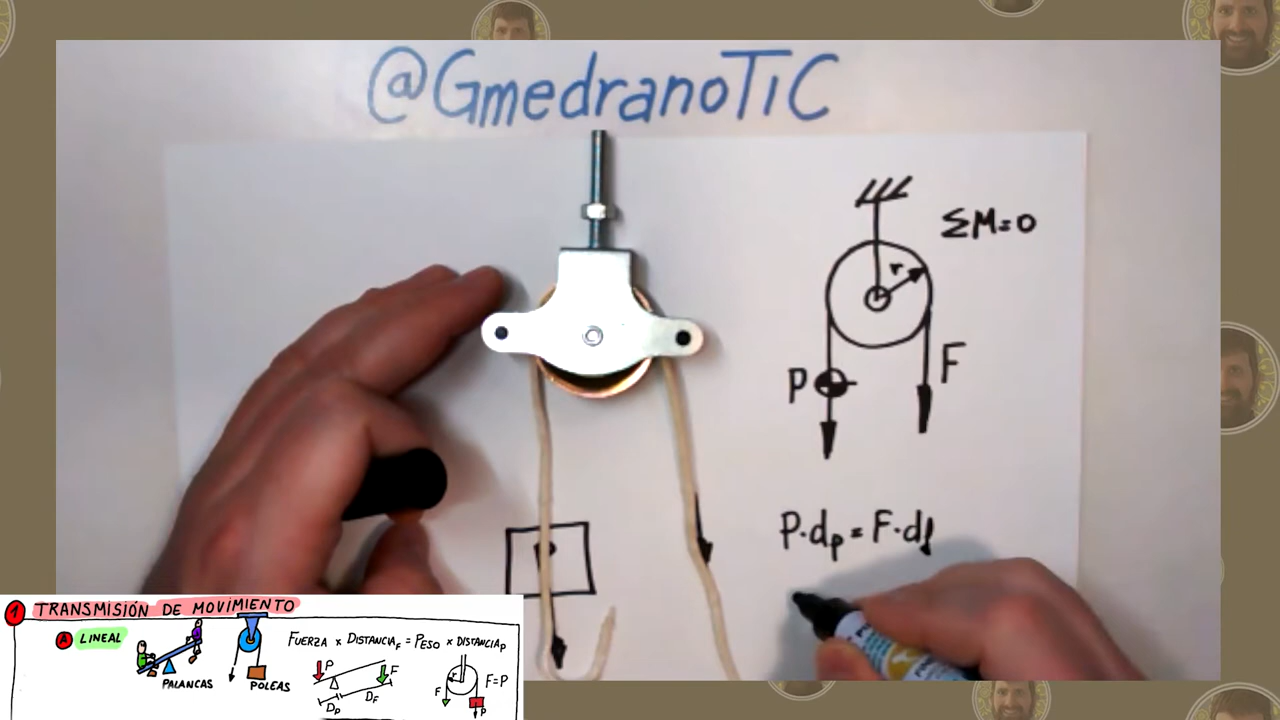 @GmedranoTIC
ΣM=0
r
P
F
P·dp = F·df
1 TRANSMISIÓN DE MOVIMIENTO
A LINEAL
PALANCAS
POLEAS
FUERZA x DISTANCIAF = PESO x DISTANCIAP
P
F
DP
DF
r
F=P
F
P